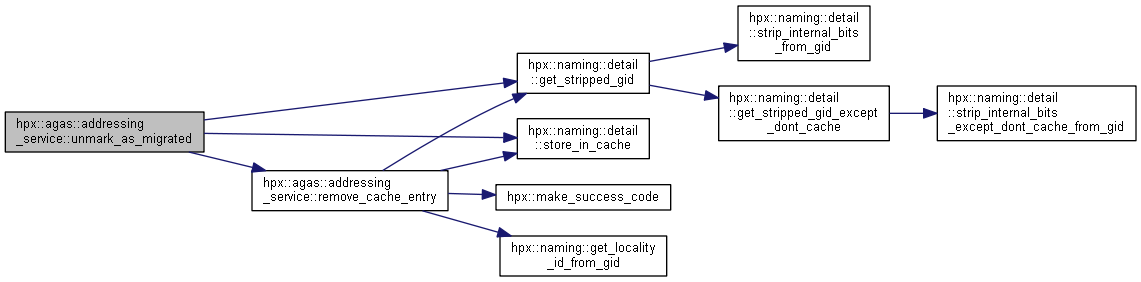 hpx::agas::addressing
_service::unmark_as_migrated
hpx::naming::detail
::get_stripped_gid
hpx::naming::detail
::strip_internal_bits
_from_gid
hpx::naming::detail
::get_stripped_gid_except
_dont_cache
hpx::naming::detail
::strip_internal_bits
_except_dont_cache_from_gid
hpx::naming::detail
::store_in_cache
hpx::agas::addressing
_service::remove_cache_entry
hpx::make_success_code
hpx::naming::get_locality
_id_from_gid